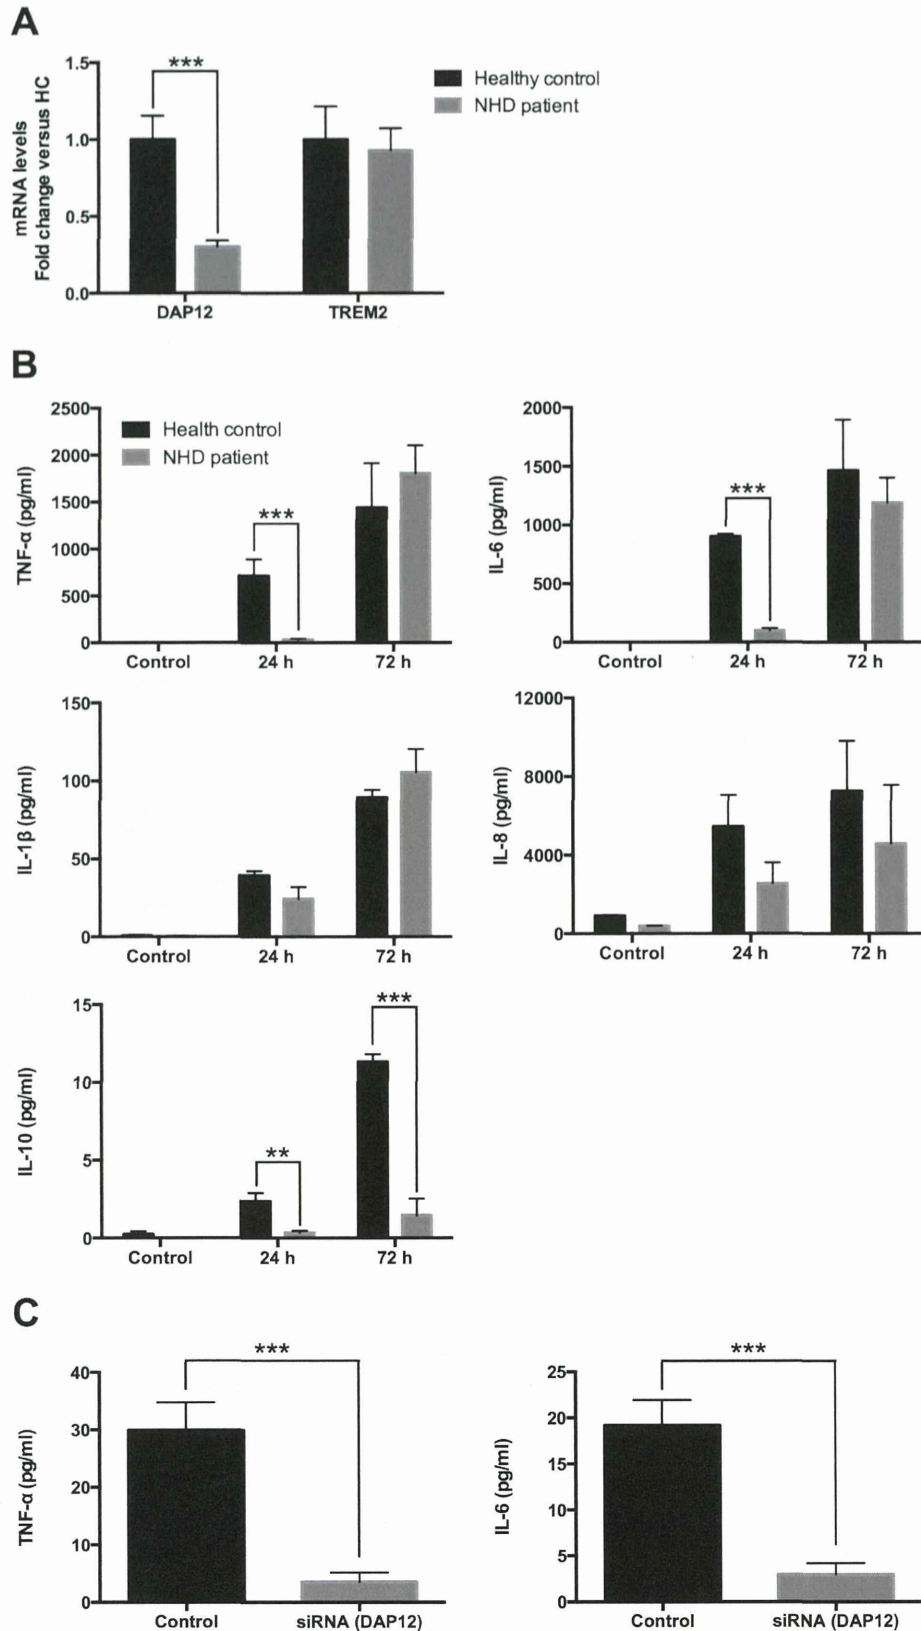 A
mRNA levels
Fold change versus HC
1.5
1.0
0.5
0.0
***
DAP12
TREM2
Healthy control
NHD patient
B
TNF-α (pg/ml)
2500
2000
1500
1000
500
0
Health control
NHD patient
***
Control
24 h
72 h
IL-6 (pg/ml)
2000
1500
1000
500
0
***
Control
24 h
72 h
IL-1β (pg/ml)
150
100
50
0
Control
24 h
72 h
IL-8 (pg/ml)
12000
8000
4000
0
Control
24 h
72 h
IL-10 (pg/ml)
15
10
5
0
**
***
Control
24 h
72 h
C
TNF-α (pg/ml)
40
30
20
10
0
***
Control
siRNA (DAP12)
IL-6 (pg/ml)
25
20
15
10
5
0
***
Control
siRNA (DAP12)